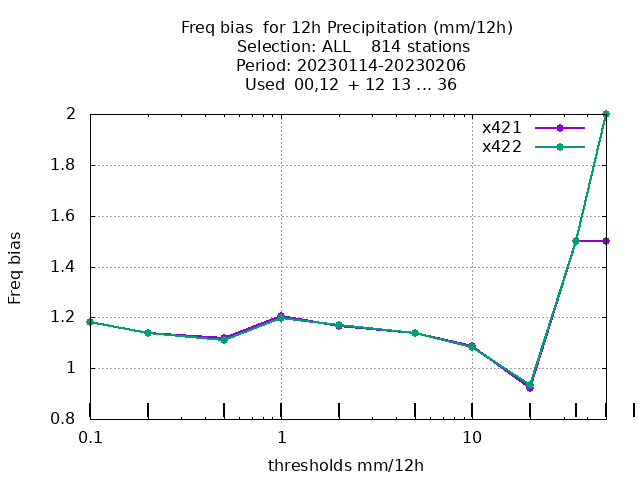 Freq bias  for 12h Precipitation (mm/12h)
Selection: ALL    814 stations
Period: 20230114-20230206
Used  00,12  + 12 13 ... 36
x421
x422
2
1.8
1.6
1.4
1.2
1
0.8
Freq bias
0.1
1
10
thresholds mm/12h